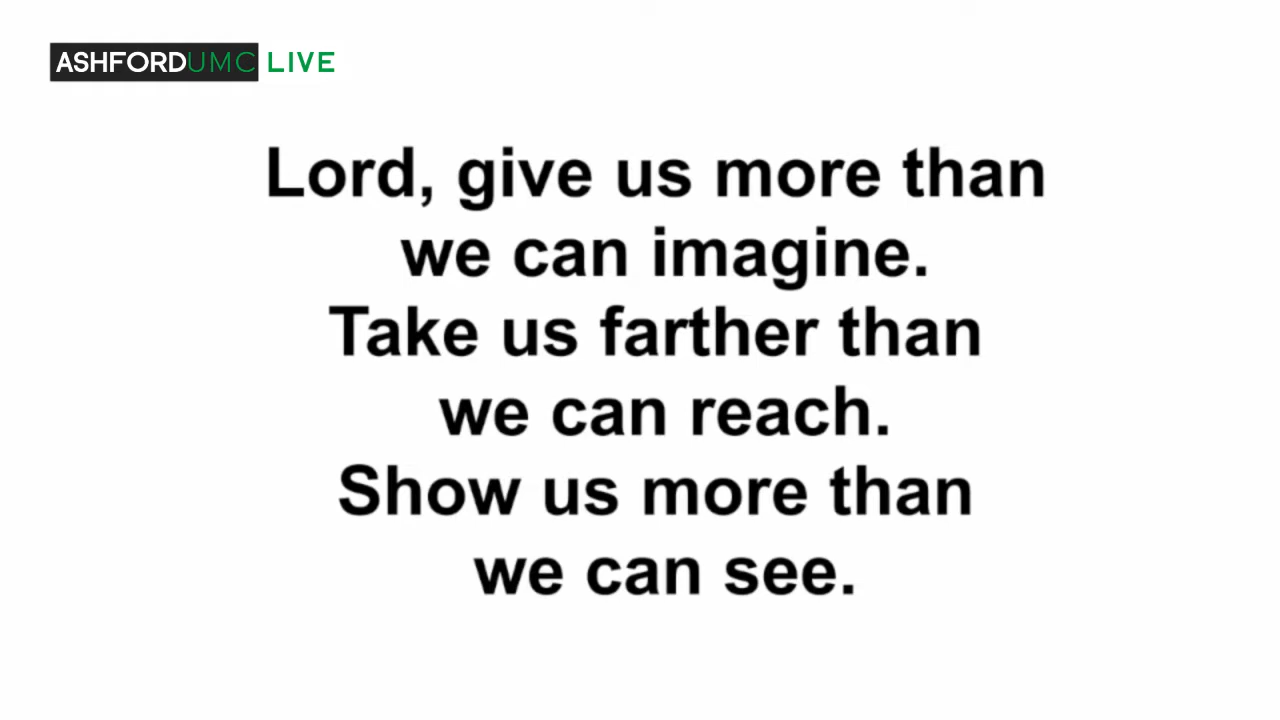 ASHFORDUMC LIVE
Lord, give us more than
we can imagine.
Take us farther than
we can reach.
Show us more than
we can see.